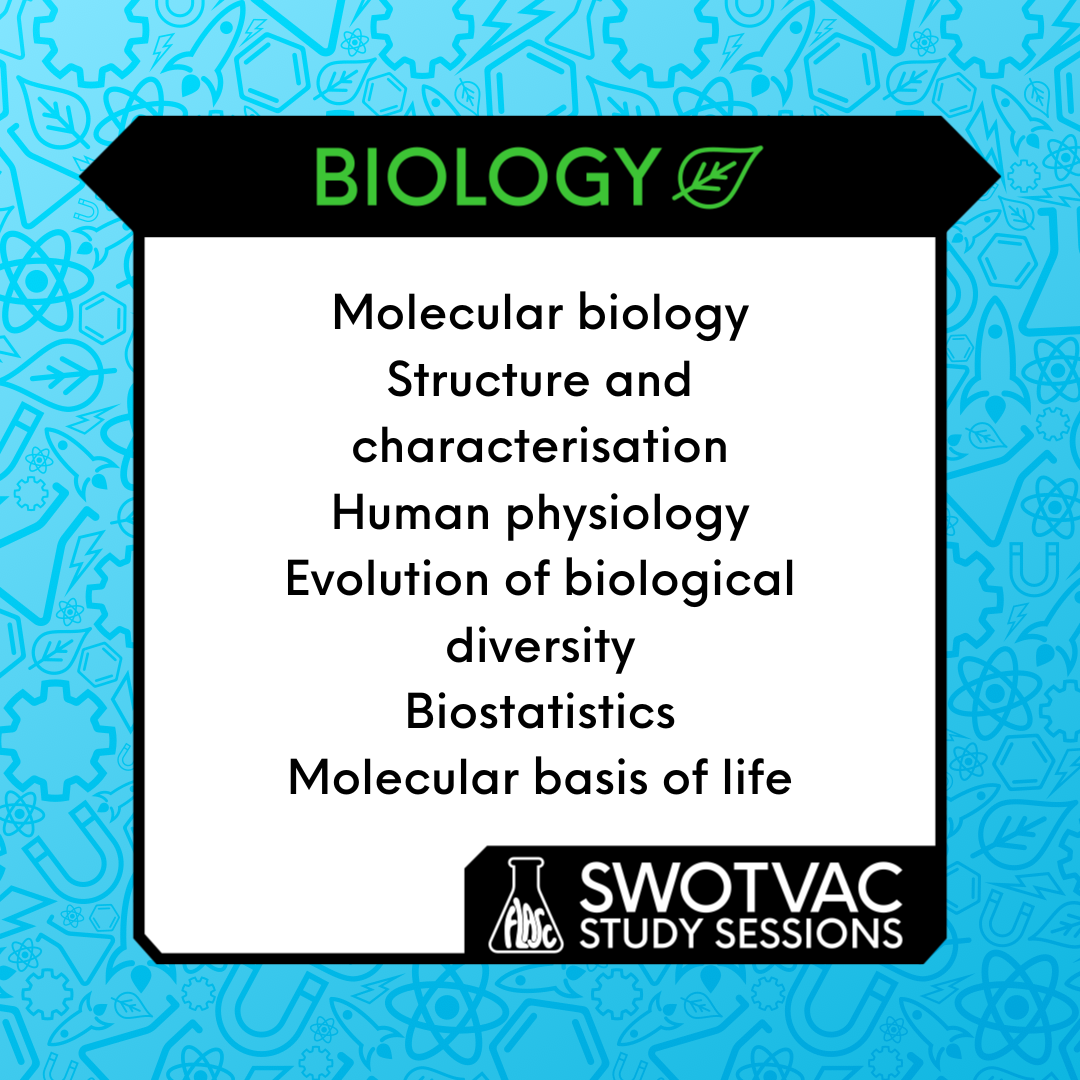 BIOLOGY
Molecular biology
Structure and
characterisation
Human physiology
Evolution of biological
diversity
Biostatistics
Molecular basis of life
FLASC
SWOTVAC
STUDY SESSIONS